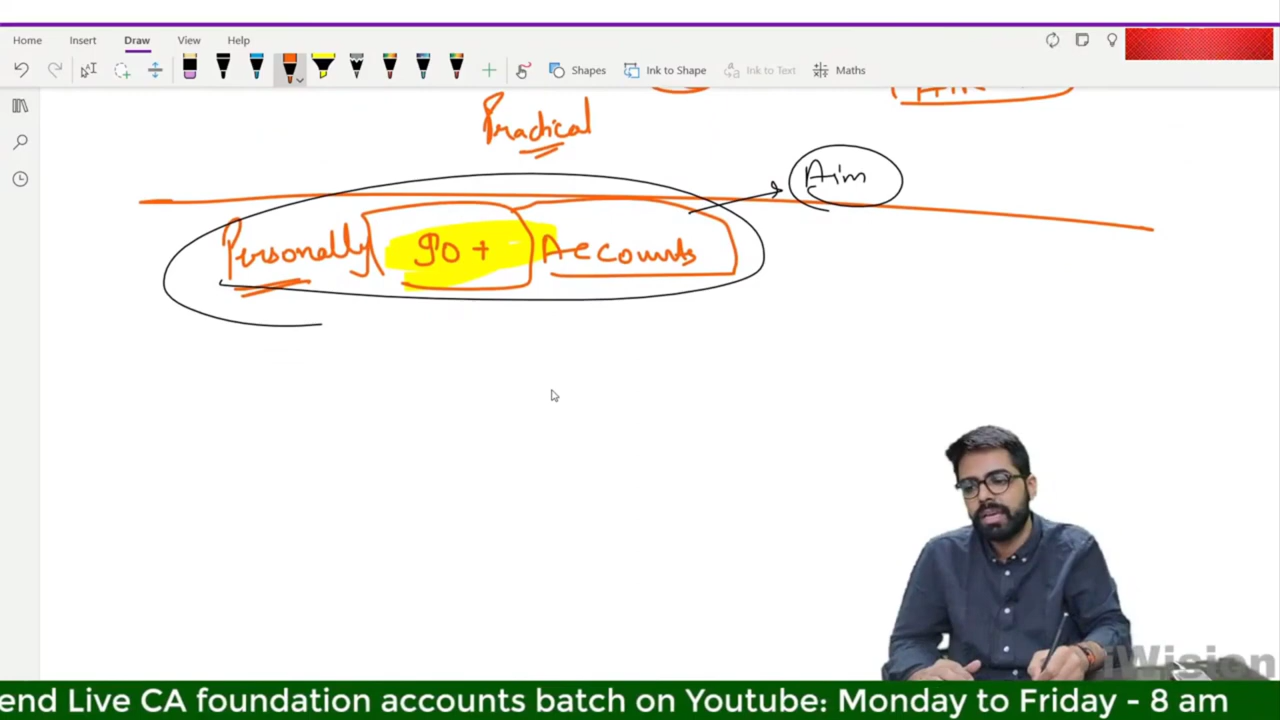 Home Insert Draw View Help
Ink to Shape Ink to Text Maths Shapes
Practical
Aim
Personally 90+ Accounts
iWision
end Live CA foundation accounts batch on Youtube: Monday to Friday - 8 am